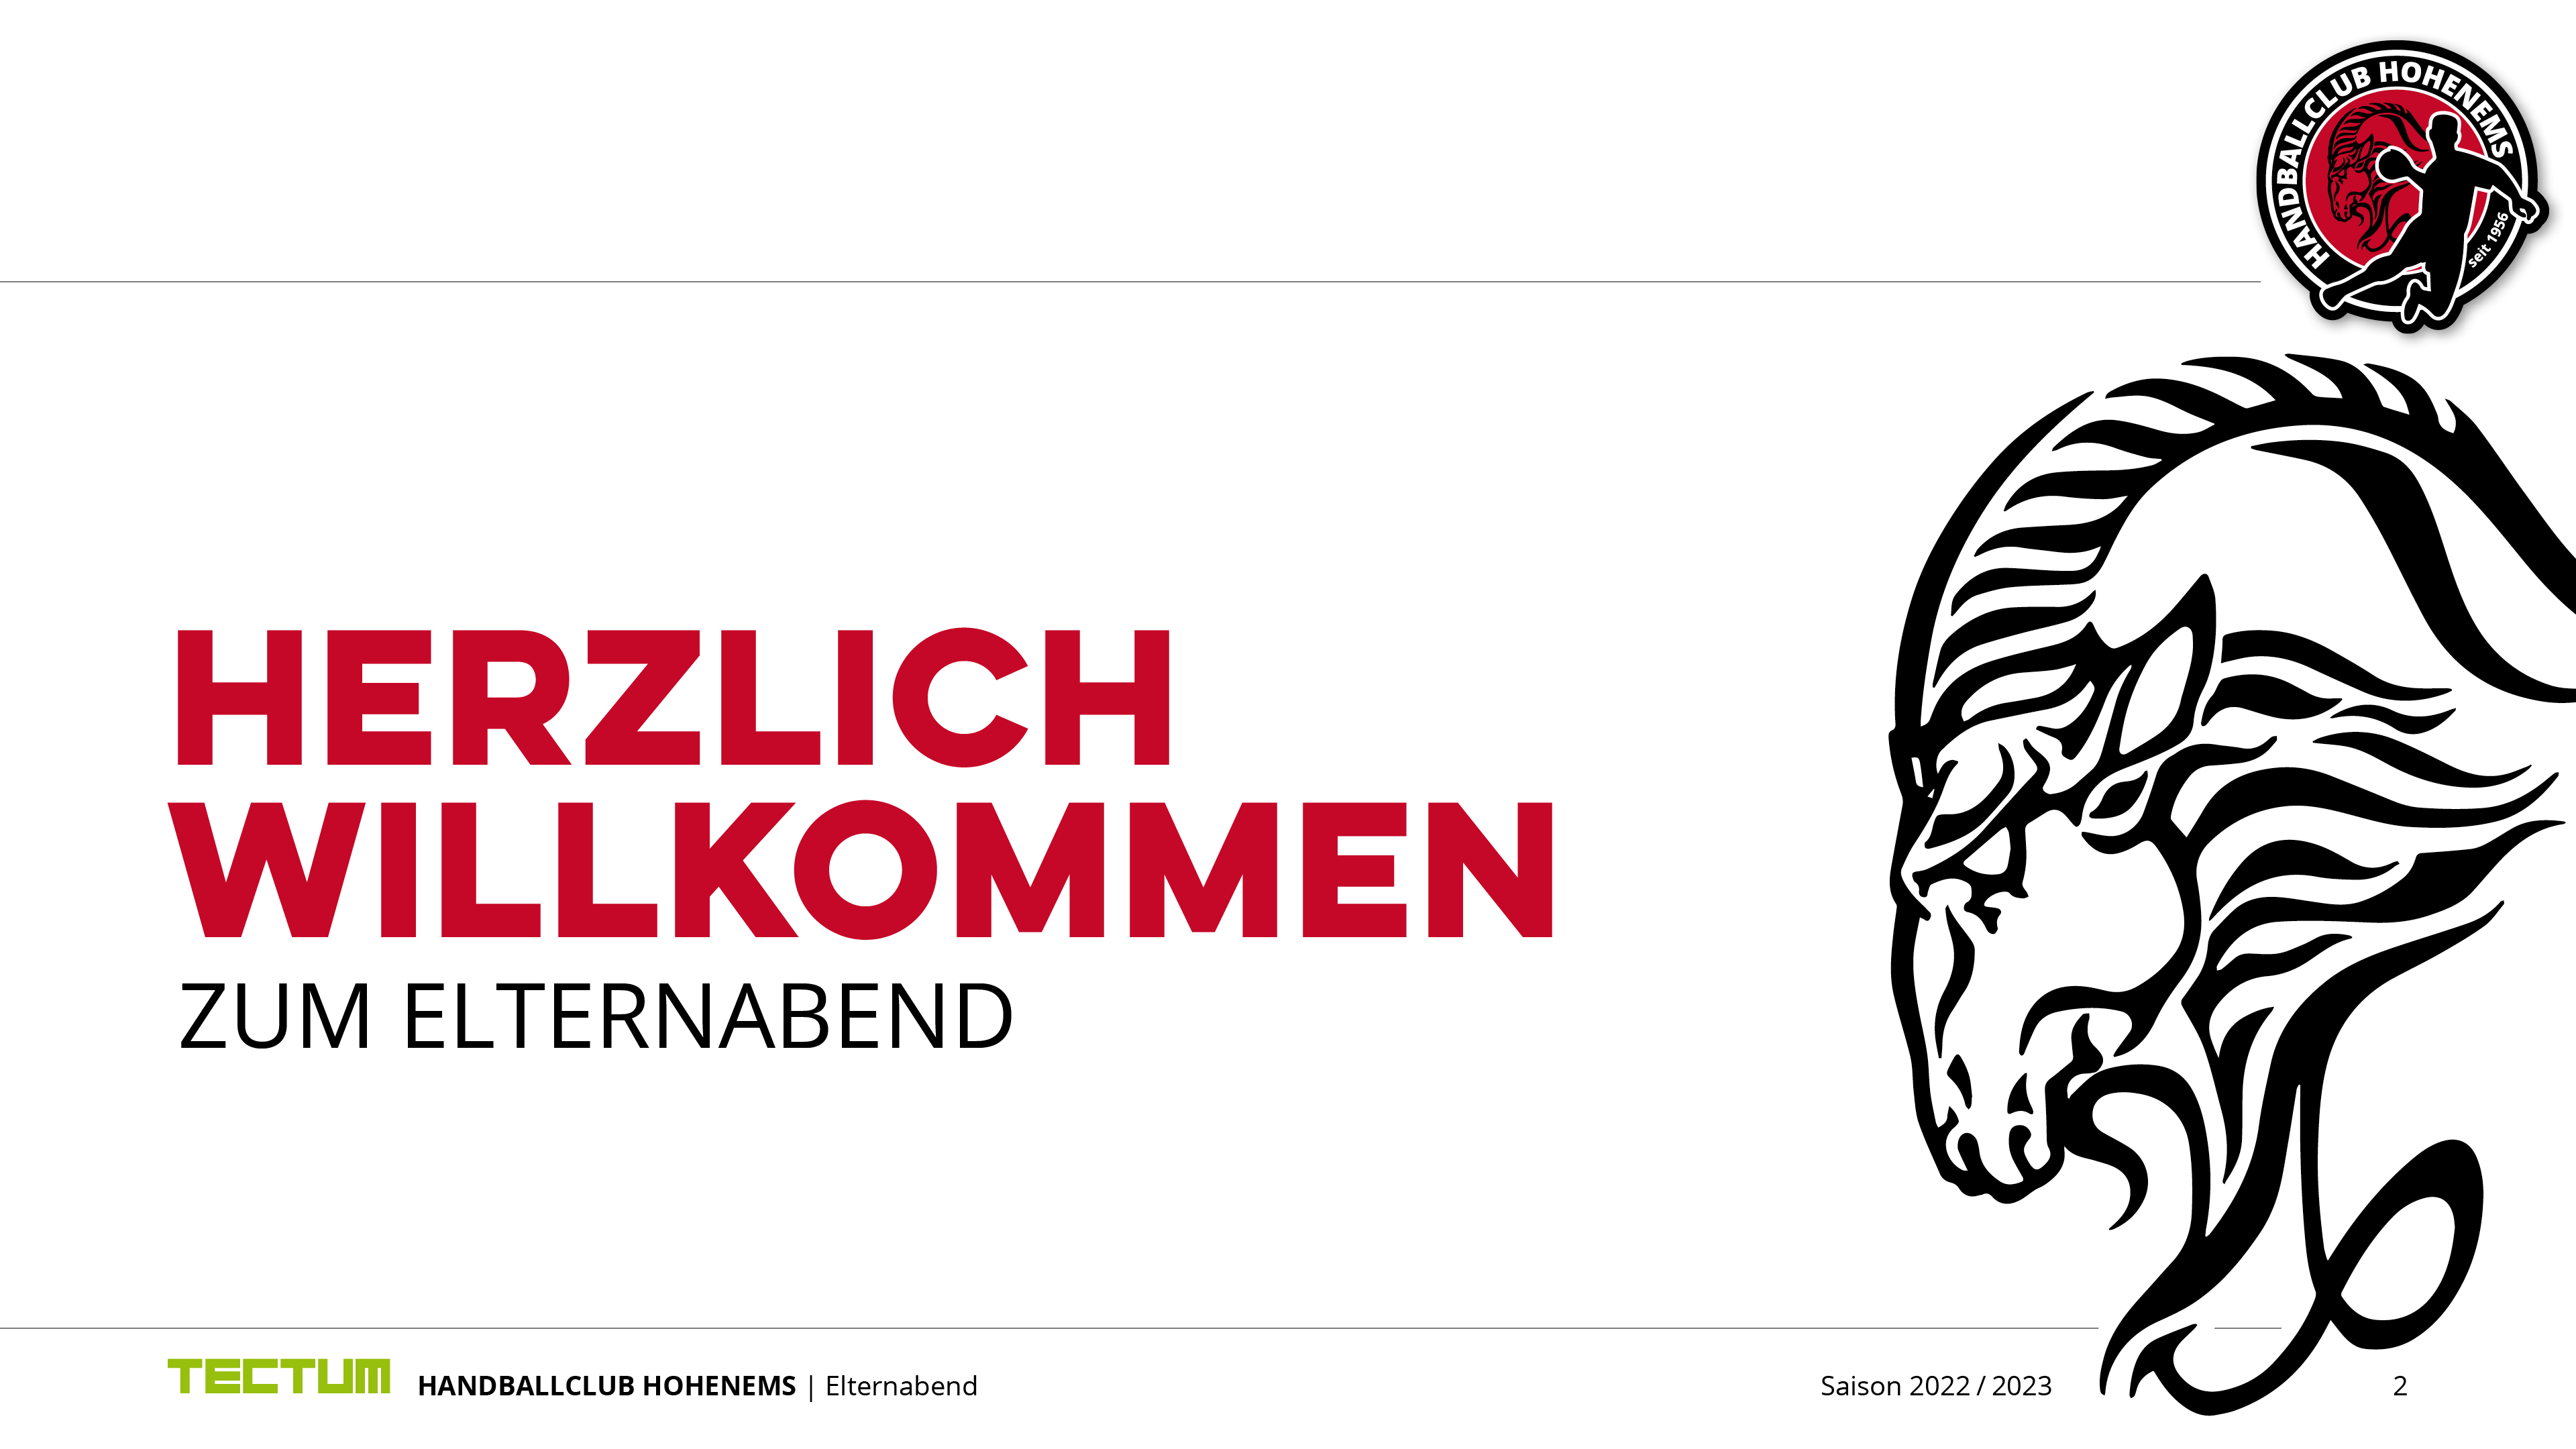 HANDBALLCLUB HOHENEMS
seit 1956
HERZLICH
WILLKOMMEN
ZUM ELTERNABEND
TECTUM HANDBALLCLUB HOHENEMS | Elternabend Saison 2022 / 2023 2